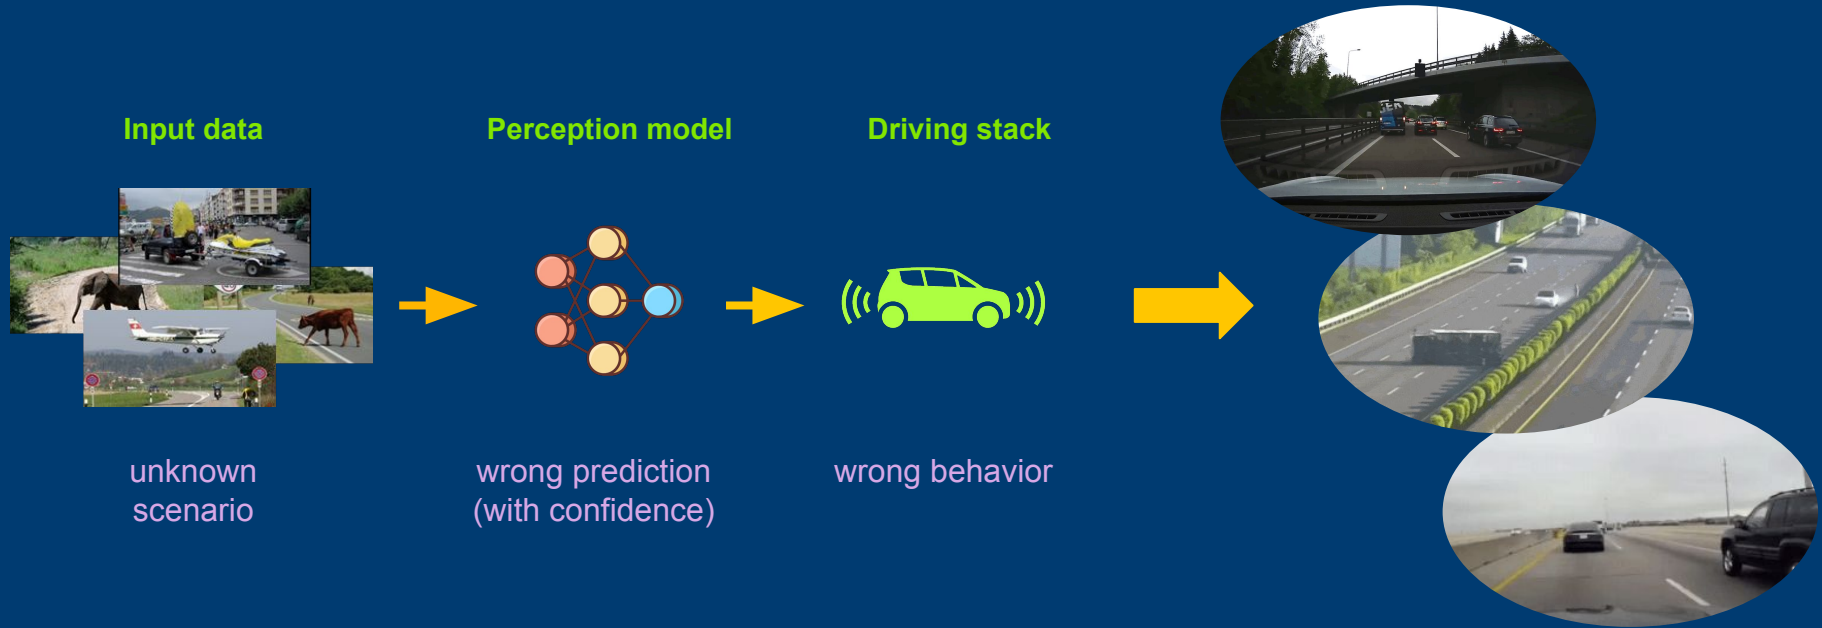 Input data
Perception model
Driving stack
unknown
scenario
wrong prediction
(with confidence)
wrong behavior